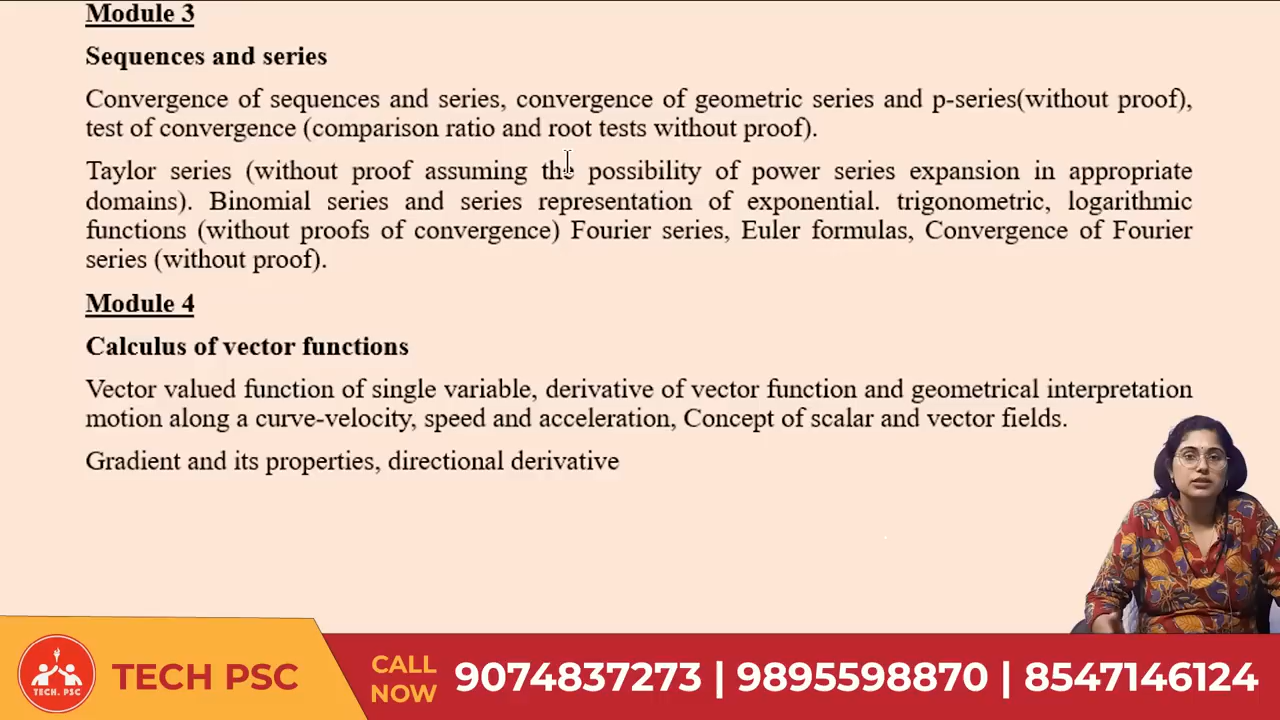 Module 3
Sequences and series
Convergence of sequences and series, convergence of geometric series and p-series(without proof),
test of convergence (comparison ratio and root tests without proof).
Taylor series (without proof assuming the possibility of power series expansion in appropriate
domains). Binomial series and series representation of exponential. trigonometric, logarithmic
functions (without proofs of convergence) Fourier series, Euler formulas, Convergence of Fourier
series (without proof).
Module 4
Calculus of vector functions
Vector valued function of single variable, derivative of vector function and geometrical interpretation
motion along a curve-velocity, speed and acceleration, Concept of scalar and vector fields.
Gradient and its properties, directional derivative
TECH. PSC
TECH PSC
CALL
NOW
9074837273 | 9895598870 | 8547146124